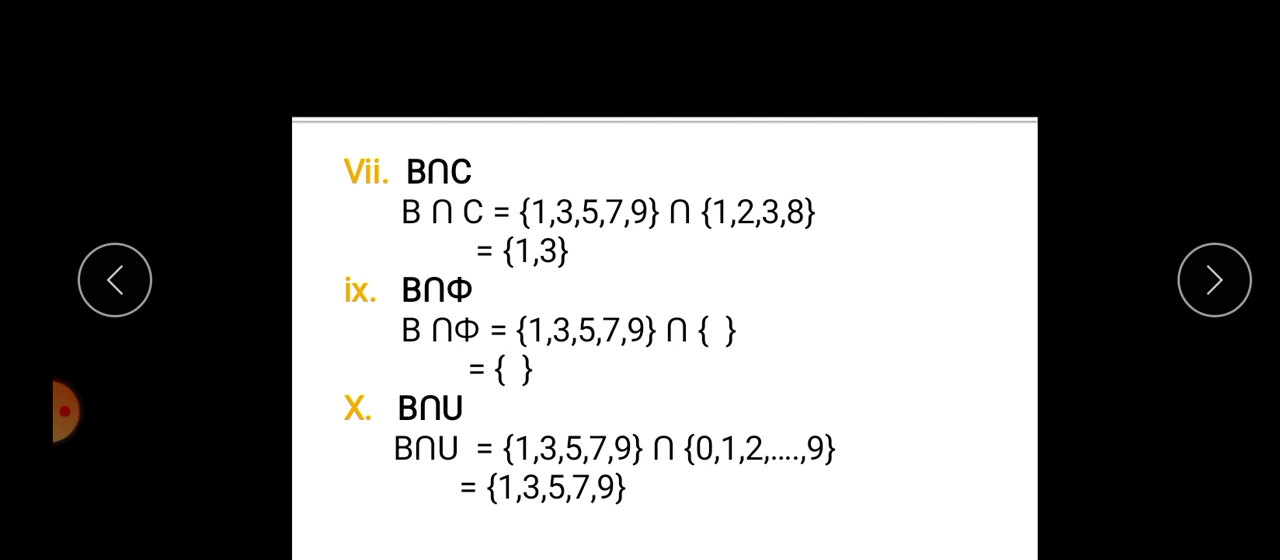 Vii. B∩C
B ∩ C = {1,3,5,7,9} ∩ {1,2,3,8}
= {1,3}
ix. B∩Φ
B ∩Φ = {1,3,5,7,9} ∩ { }
= { }
X. B∩U
B∩U = {1,3,5,7,9} ∩ {0,1,2,....,9}
= {1,3,5,7,9}